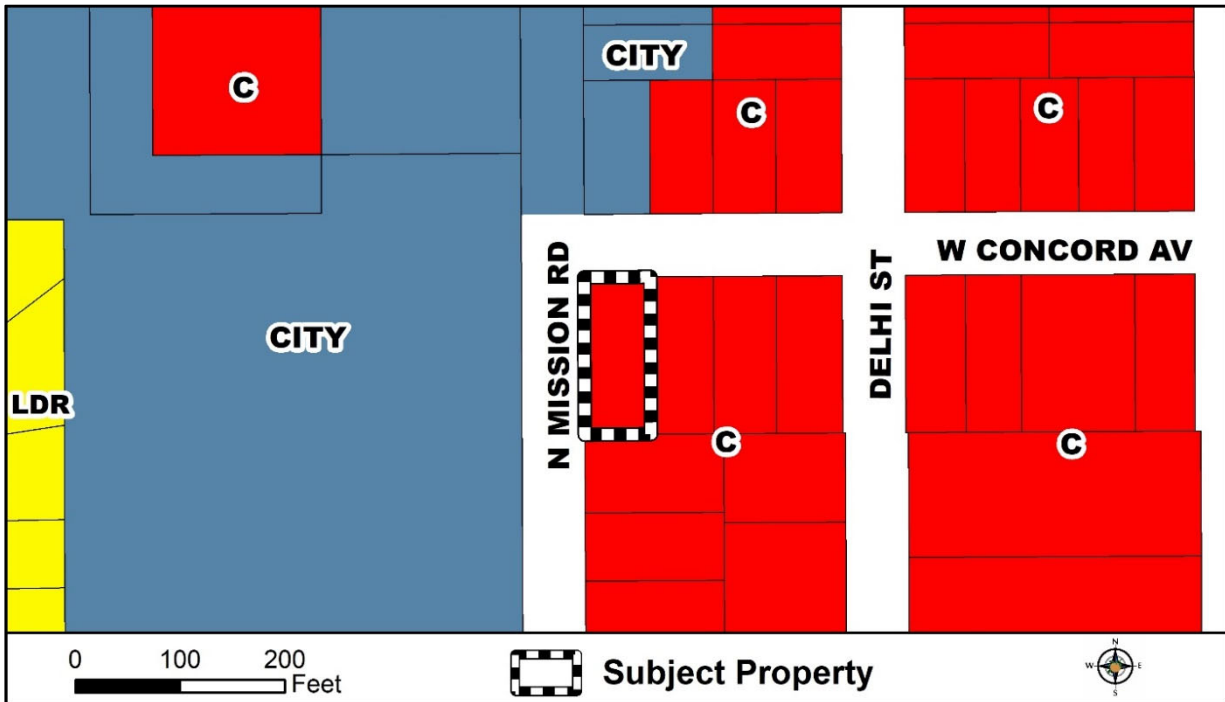 C
CITY
C
C
W CONCORD AV
N MISSION RD
DELHI ST
CITY
LDR
C
C
0 100 200
Feet
Subject Property
N
W E
S